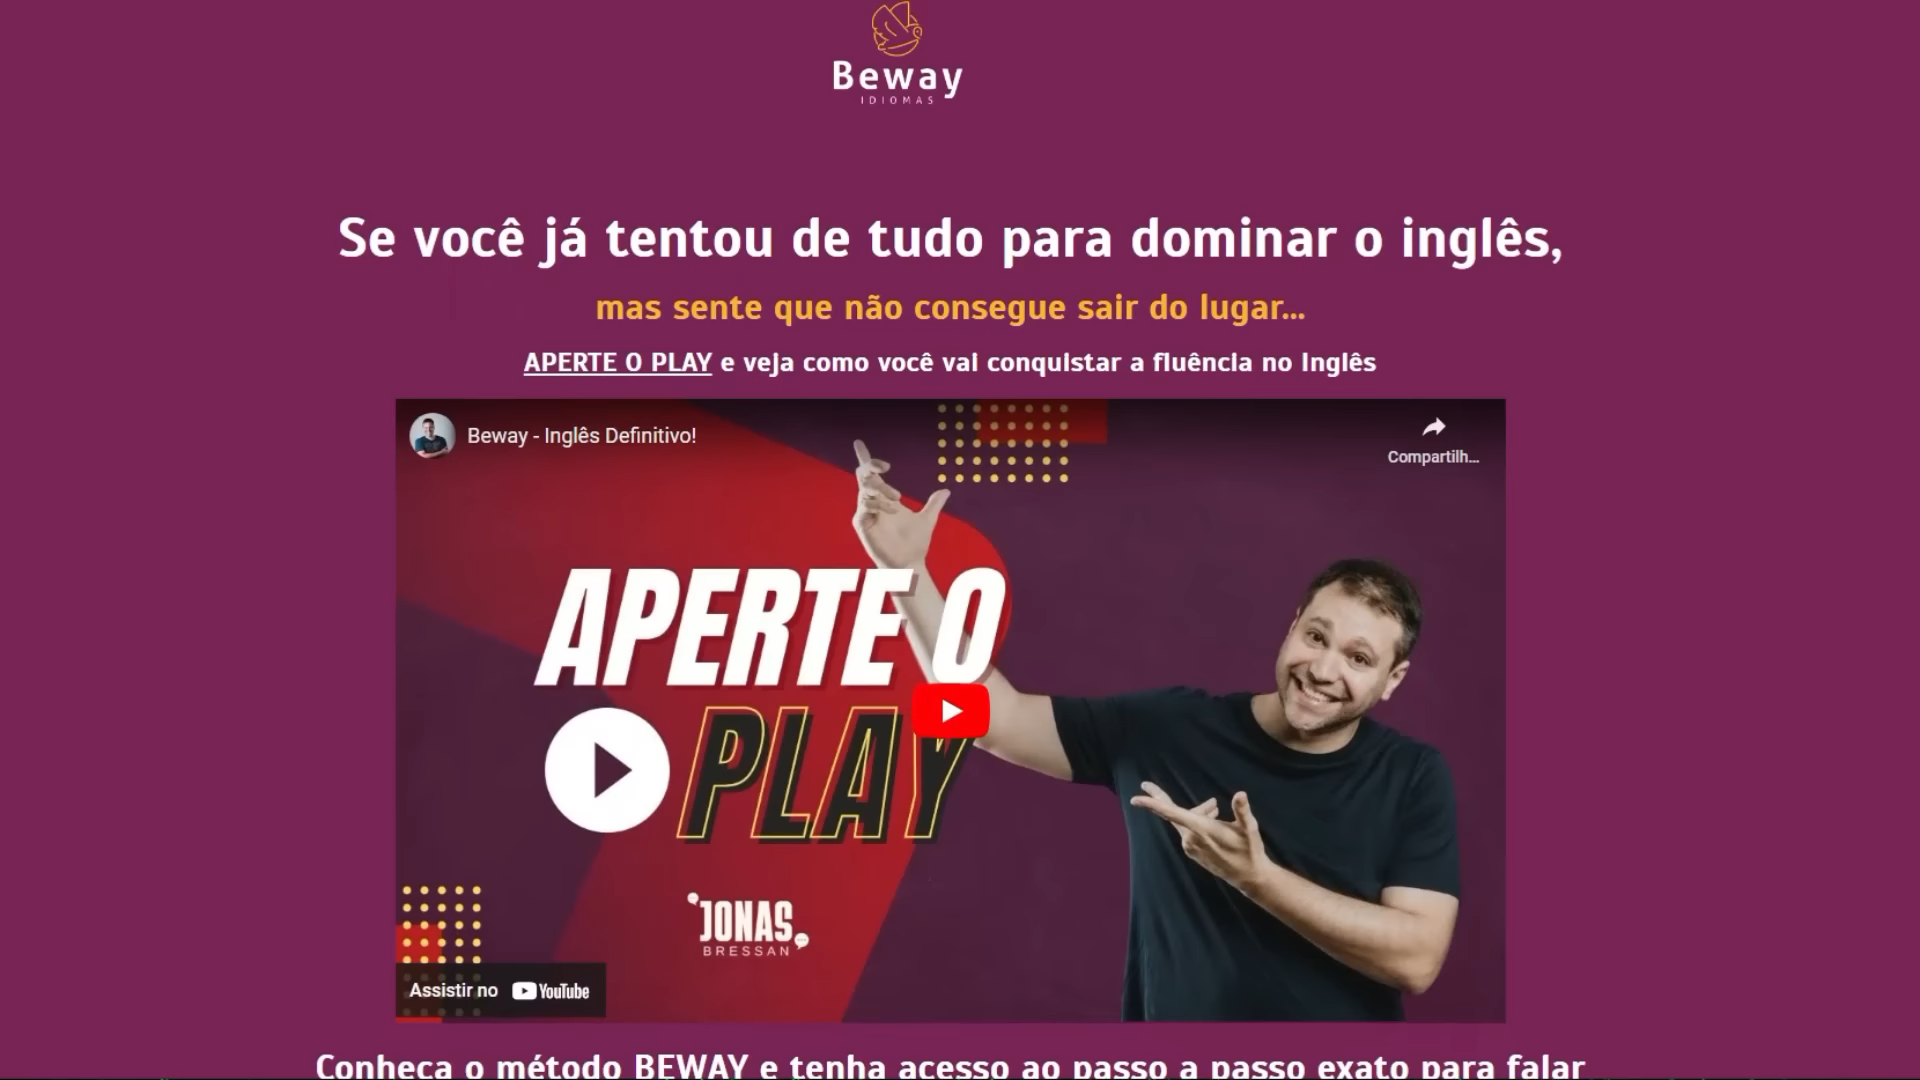 Beway
IDIOMAS
Se você já tentou de tudo para dominar o inglês,
mas sente que não consegue sair do lugar...
APERTE O PLAY e veja como você vai conquistar a fluência no Inglês
Beway - Inglês Definitivo!
Compartilh...
APERTE O
PLAY
JONAS
BRESSAN
Assistir no YouTube
Conheça o método BEWAY e tenha acesso ao passo a passo exato para falar